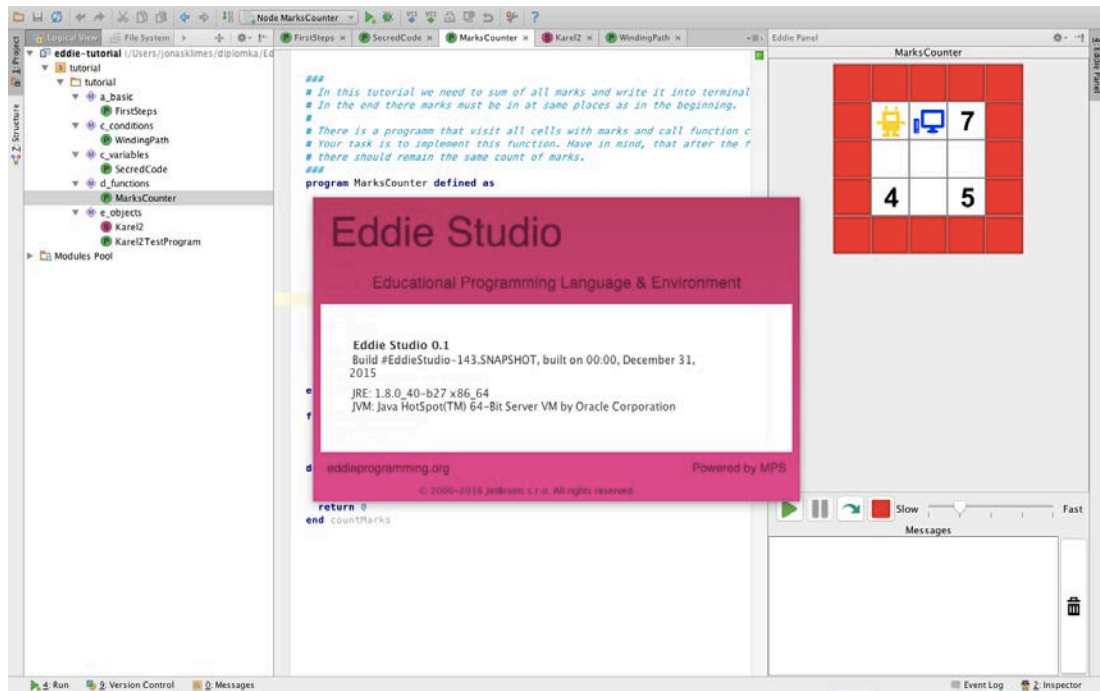 Node MarksCounter
1: Project
Logical View
File System
FirstSteps
SecredCode
MarksCounter
Karel2
WindingPath
Eddie Panel
eddie-tutorial (/Users/jonasklimes/diplomka/Ed
tutorial
tutorial
a_basic
FirstSteps
c_conditions
WindingPath
c_variables
SecredCode
d_functions
MarksCounter
e_objects
Karel2
Karel2TestProgram
Modules Pool
Z: Structure
###
# In this tutorial we need to sum of all marks and write it into terminal
# In the end there marks must be in at same places as in the beginning.
#
# There is a programm that visit all cells with marks and call function c
# Your task is to implement this function. Have in mind, that after the f
# there should remain the same count of marks.
###
program MarksCounter defined as
e
f
d
return 0
end countMarks
Eddie Studio
Educational Programming Language & Environment
Eddie Studio 0.1
Build #EddieStudio-143.SNAPSHOT, built on 00:00, December 31,
2015
JRE: 1.8.0_40-b27 x86_64
JVM: Java HotSpot(TM) 64-Bit Server VM by Oracle Corporation
eddieprogramming.org
Powered by MPS
© 2000-2016 JetBrains s.r.o. All rights reserved
MarksCounter
7
4 5
Slow Fast
Messages
Eddie Panel
4: Run
9: Version Control
0: Messages
Event Log
2: Inspector